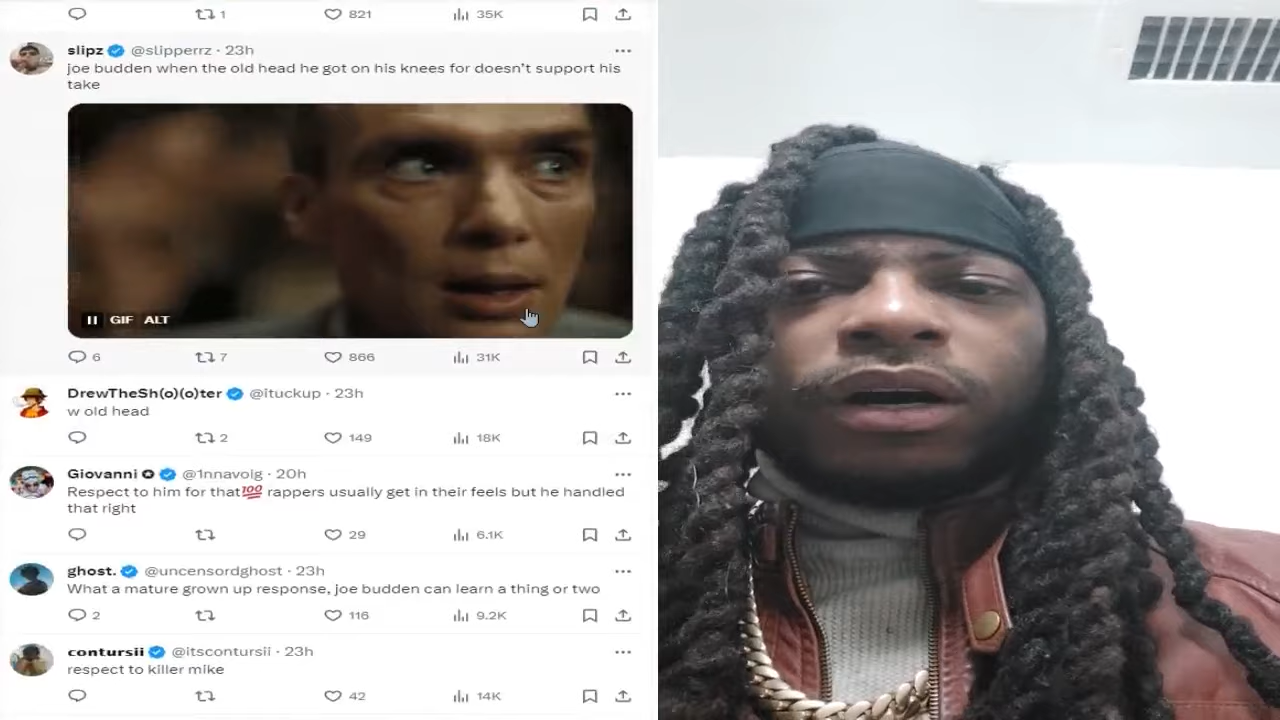 1 821 35K
slipz @slipperrz · 23h
joe budden when the old head he got on his knees for doesn't support his
take
GIF ALT
6 7 866 31K
DrewTheSh(o)(o)ter @ituckup · 23h
w old head
2 149 18K
Giovanni @1nnavolg · 20h
Respect to him for that💯 rappers usually get in their feels but he handled
that right
29 6.1K
ghost. @uncensordghost · 23h
What a mature grown up response, joe budden can learn a thing or two
2 116 9.2K
contursii @itscontursii · 23h
respect to killer mike
42 14K